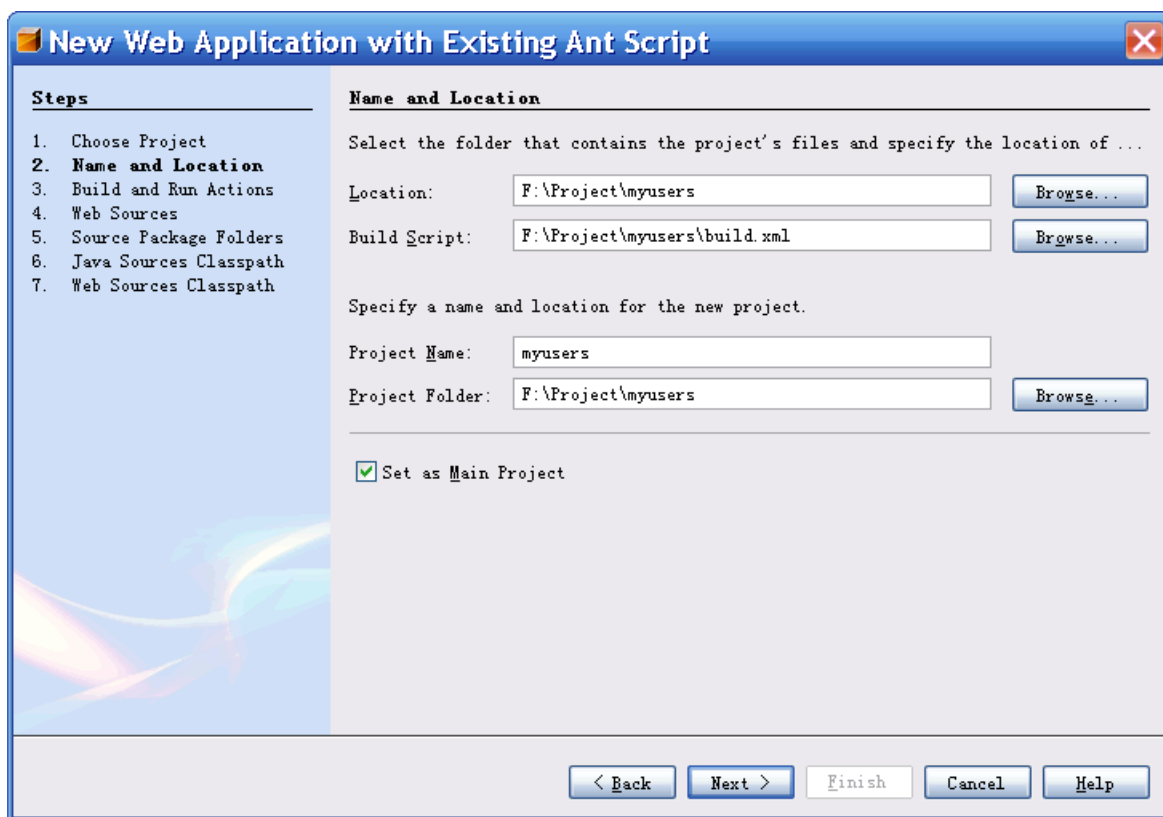 New Web Application with Existing Ant Script
Steps
1. Choose Project
2. Name and Location
3. Build and Run Actions
4. Web Sources
5. Source Package Folders
6. Java Sources Classpath
7. Web Sources Classpath
Name and Location
Select the folder that contains the project's files and specify the location of ...
Location: F:\Project\myusers Browse...
Build Script: F:\Project\myusers\build.xml Browse...
Specify a name and location for the new project.
Project Name: myusers
Project Folder: F:\Project\myusers Browse...
Set as Main Project
< Back Next > Finish Cancel Help